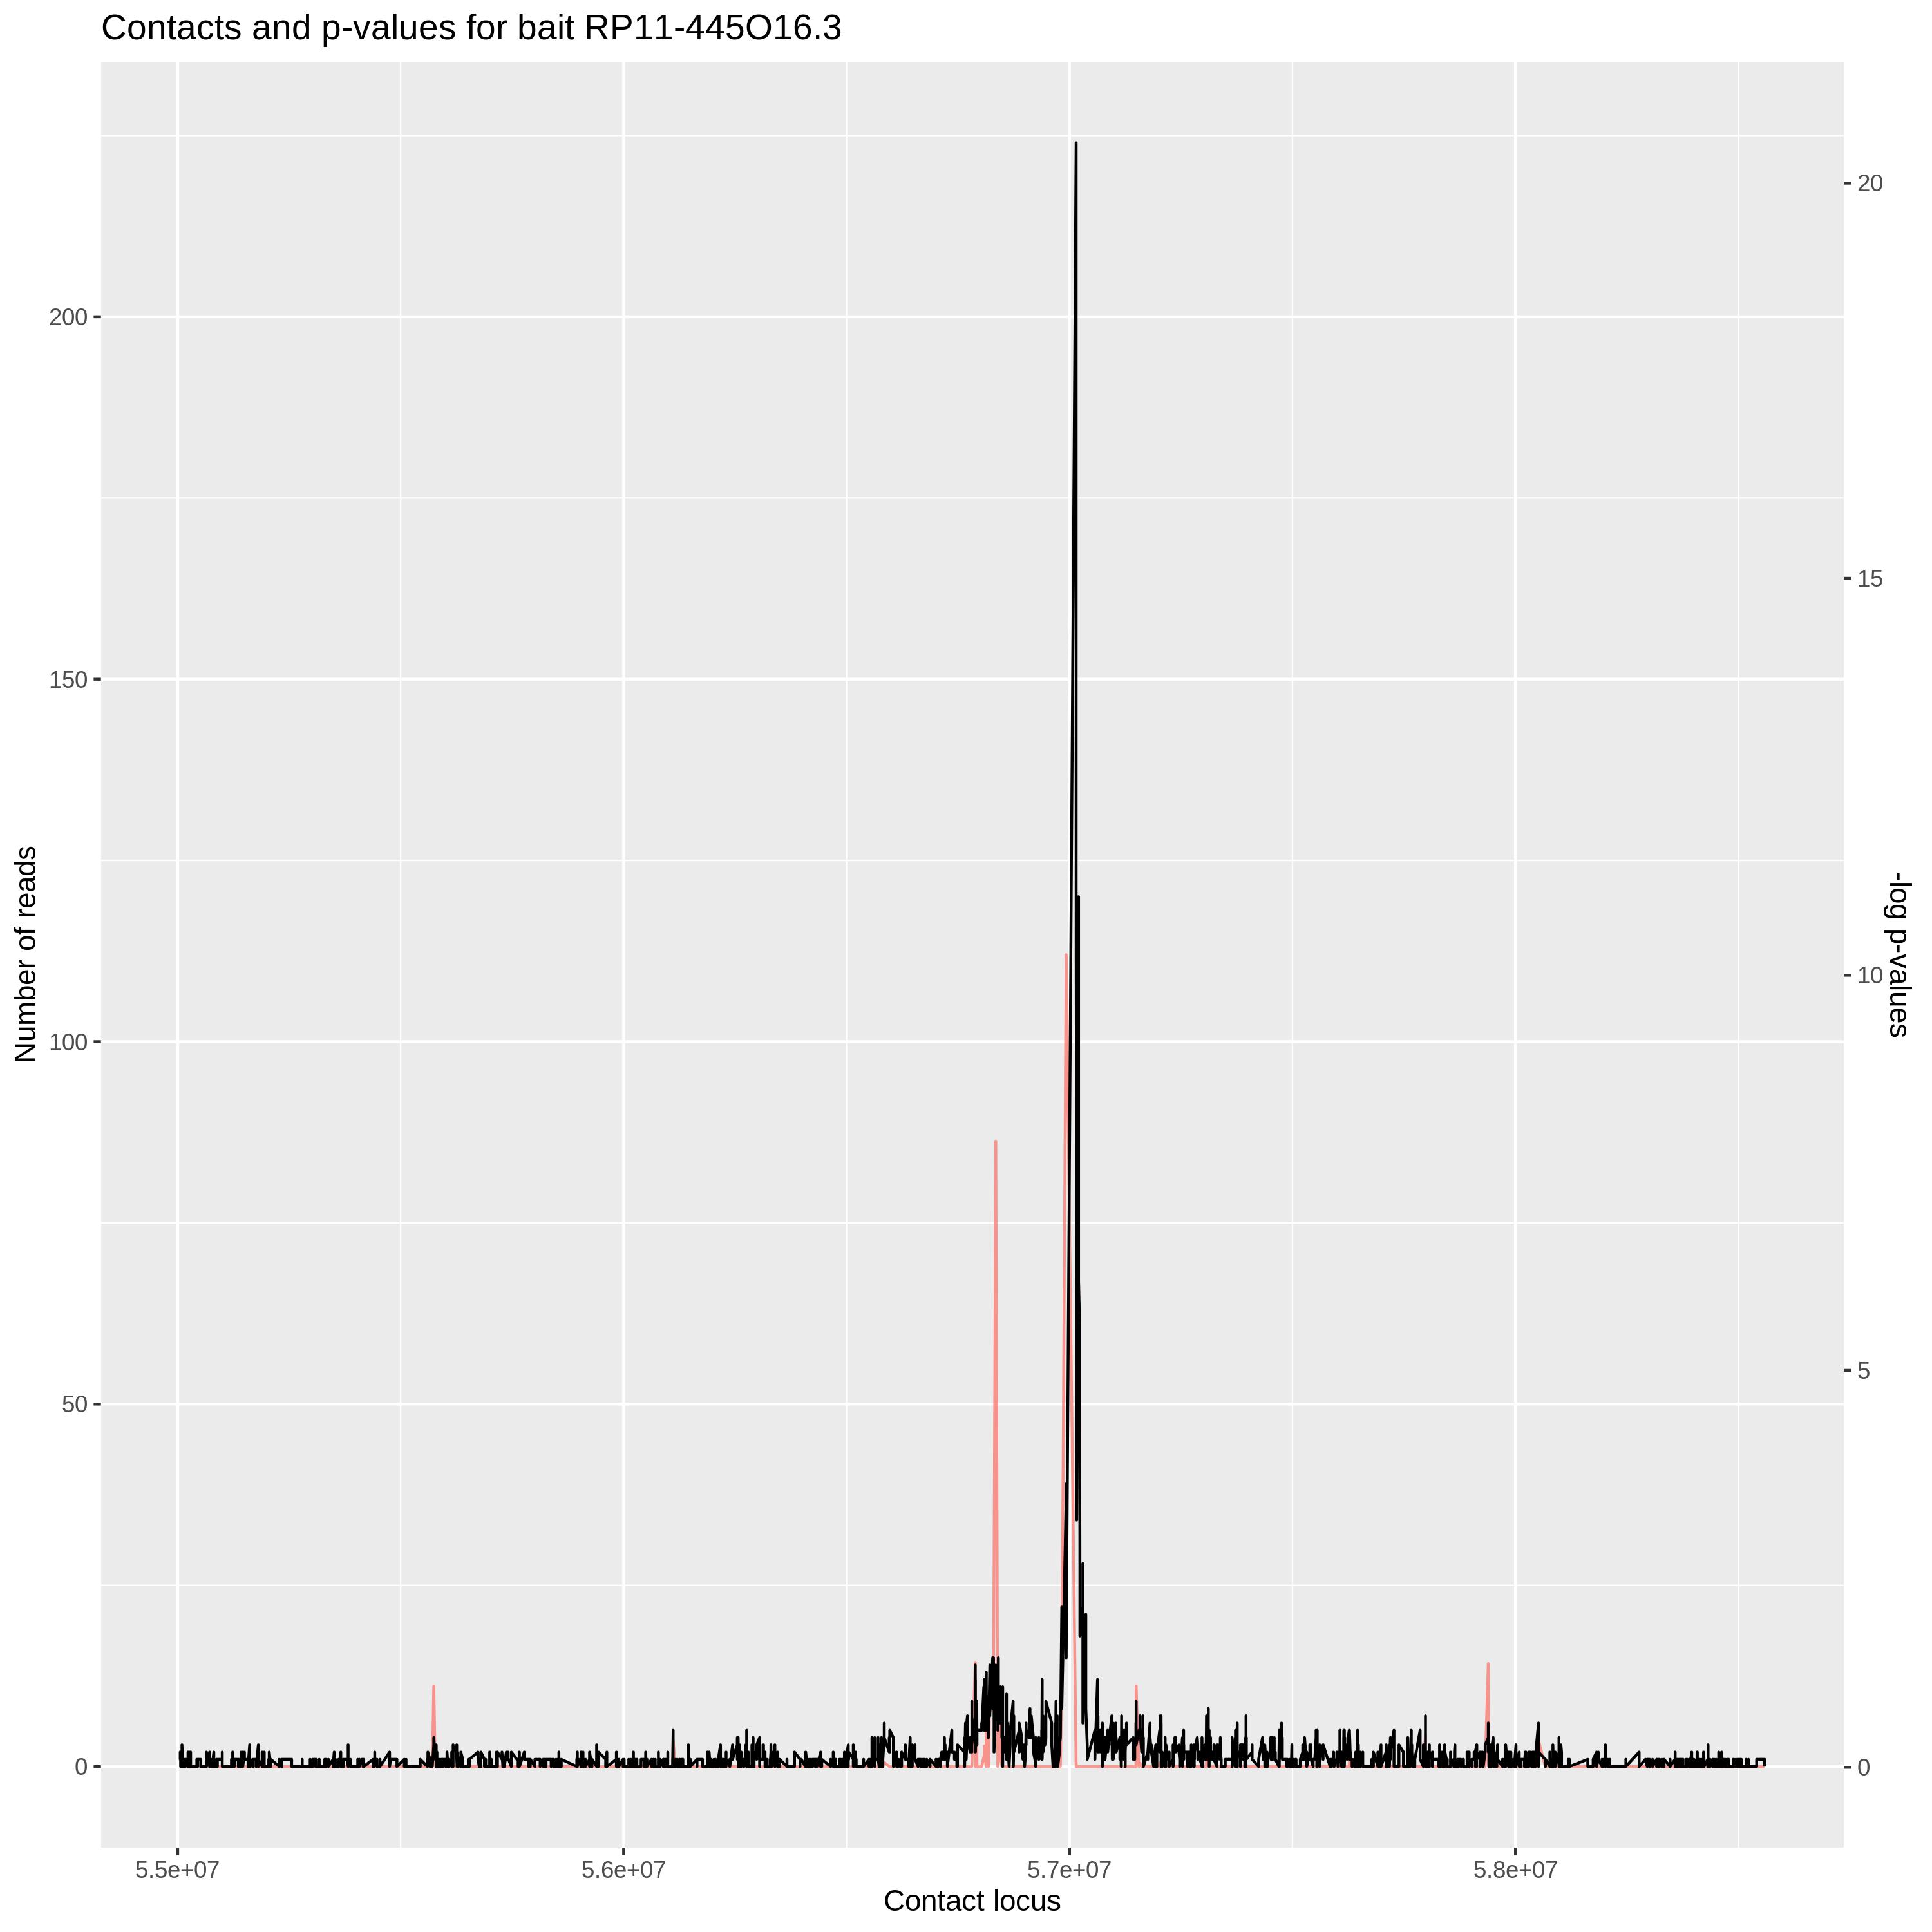 Contacts and p-values for bait RP11-445O16.3
Number of reads
200
150
100
50
0
20
15
10
5
0
-log p-values
5.5e+07
5.6e+07
5.7e+07
5.8e+07
Contact locus